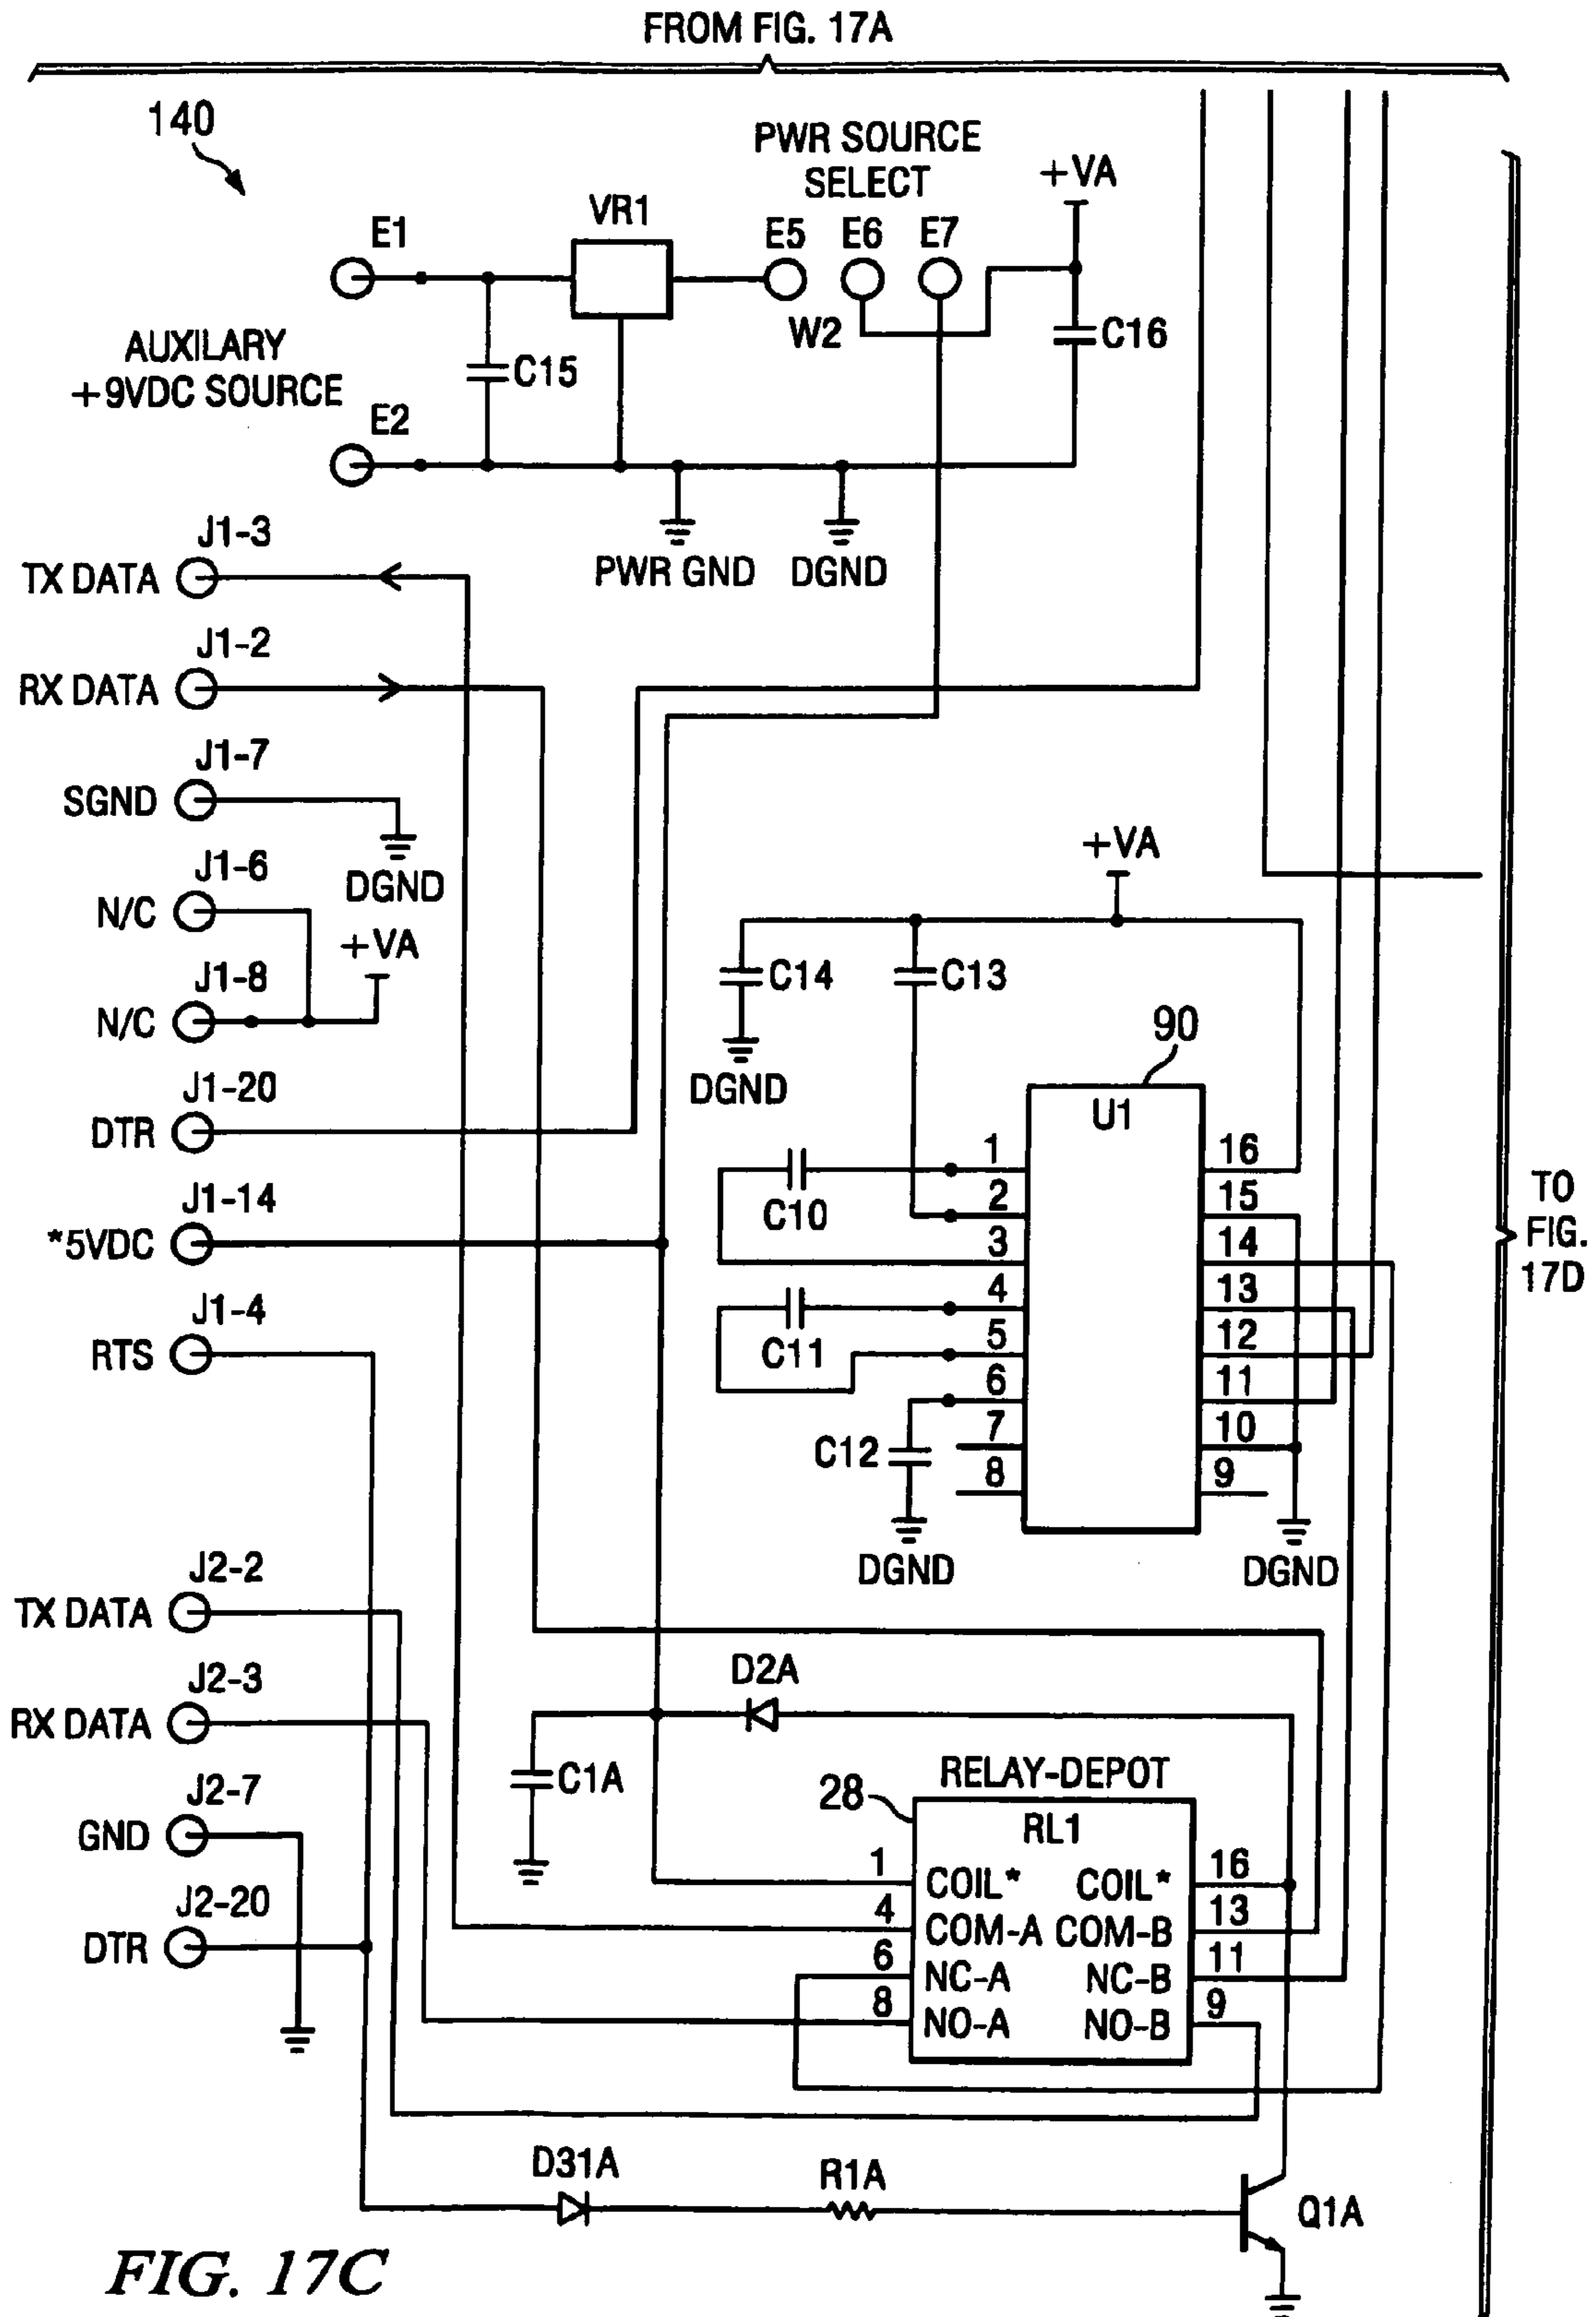 FROM FIG. 17A
140
PWR SOURCE
SELECT
+VA
E1
VR1
E5
E6
E7
W2
C16
AUXILARY
+9VDC SOURCE
C15
E2
PWR GND
DGND
J1-3
TX DATA
J1-2
RX DATA
J1-7
SGND
DGND
J1-6
N/C
+VA
J1-8
N/C
J1-20
DTR
J1-14
*5VDC
J1-4
RTS
+VA
C14
C13
DGND
90
U1
1
2
3
4
5
6
7
8
16
15
14
13
12
11
10
9
C10
C11
C12
DGND
DGND
TO
FIG.
17D
J2-2
TX DATA
J2-3
RX DATA
J2-7
GND
J2-20
DTR
D2A
C1A
RELAY-DEPOT
28
RL1
1
COIL*
COIL*
16
4
COM-A
COM-B
13
6
NC-A
NC-B
11
8
NO-A
NO-B
9
D31A
R1A
Q1A
FIG. 17C